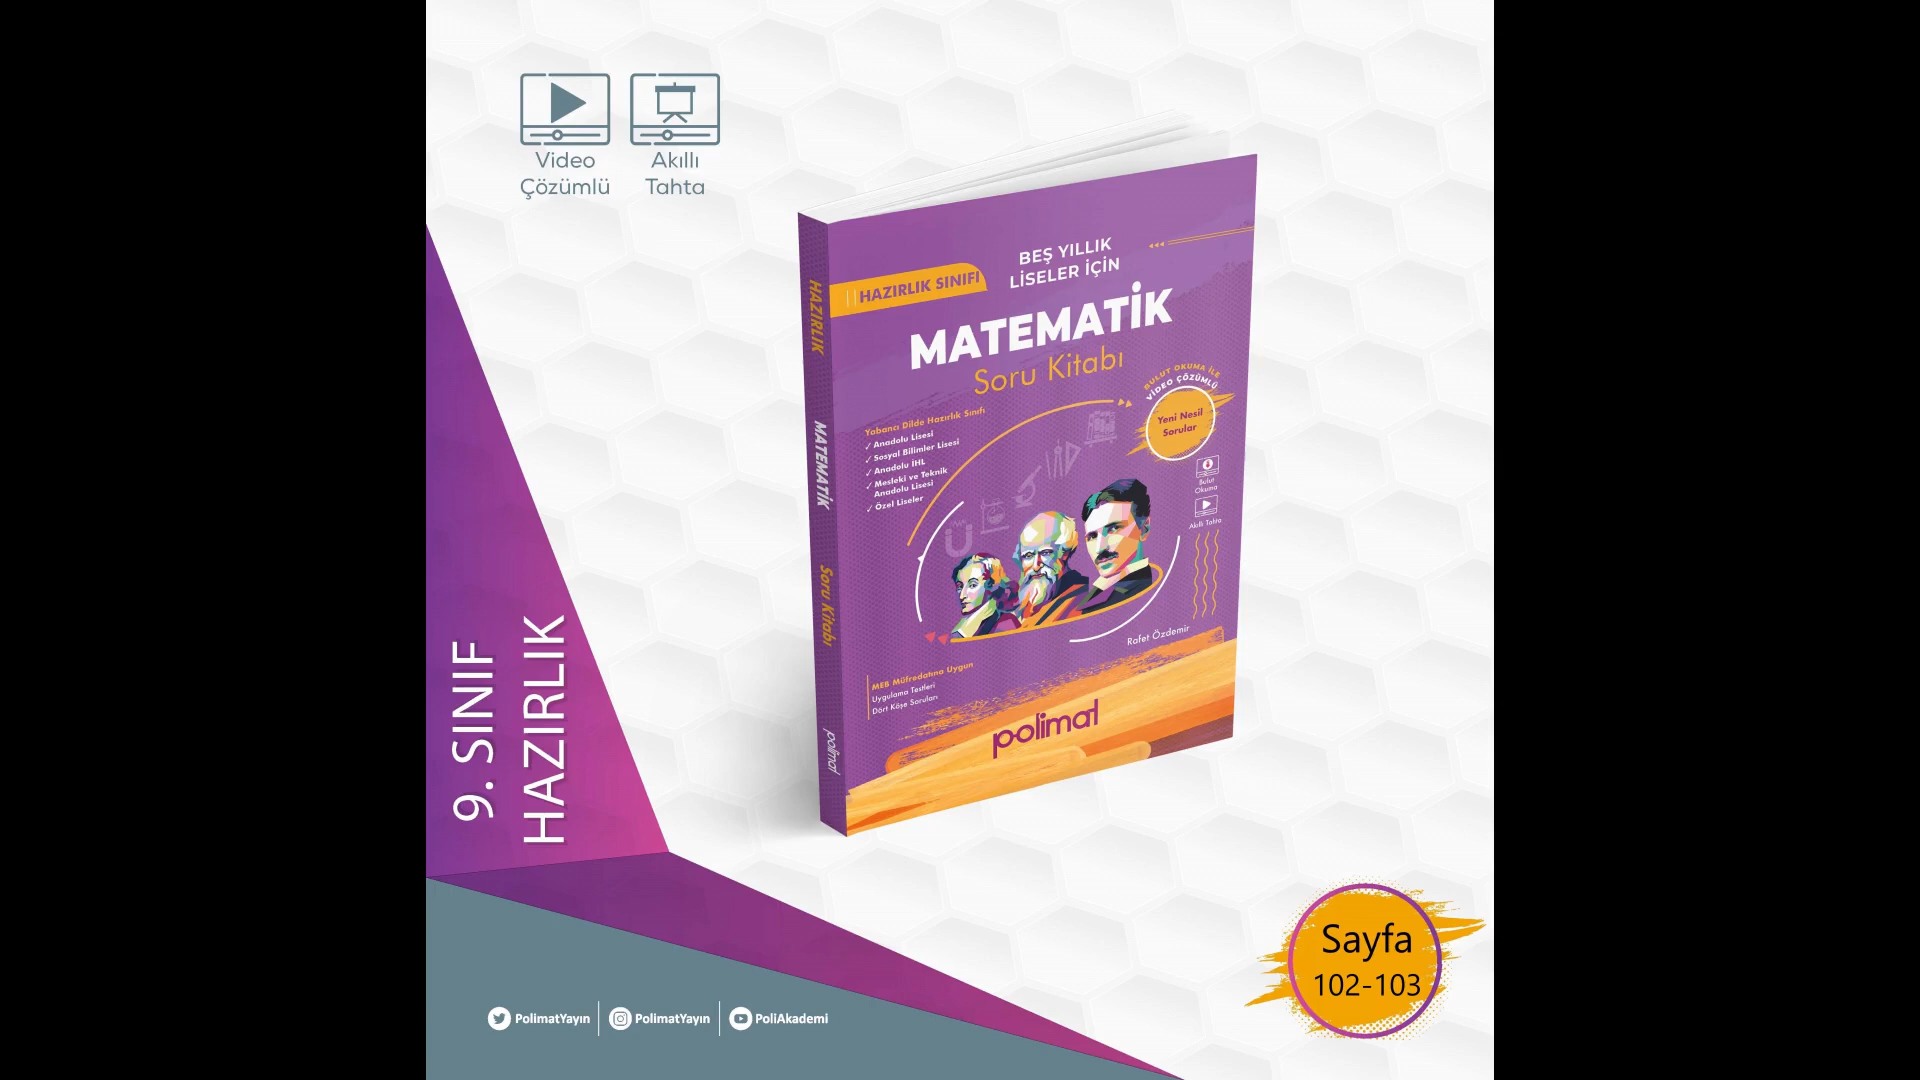 Video
Çözümlü
Akıllı
Tahta
9. SINIF
HAZIRLIK
HAZIRLIK
MATEMATİK
Soru Kitabı
polimat
HAZIRLIK SINIFI
BEŞ YILLIK
LİSELER İÇİN
MATEMATİK
Soru Kitabı
BULUT OKUMA İLE
VİDEO ÇÖZÜMLÜ
Yeni Nesil
Sorular
Yabancı Dilde Hazırlık Sınıfı
✓ Anadolu Lisesi
✓ Sosyal Bilimler Lisesi
✓ Anadolu İHL
✓ Mesleki ve Teknik
Anadolu Lisesi
✓ Özel Liseler
Bulut
Okuma
Akıllı Tahta
Rafet Özdemir
MEB Müfredatına Uygun
Uygulama Testleri
Dört Köşe Soruları
polimat
Sayfa
102-103
PolimatYayın
PolimatYayın
PoliAkademi